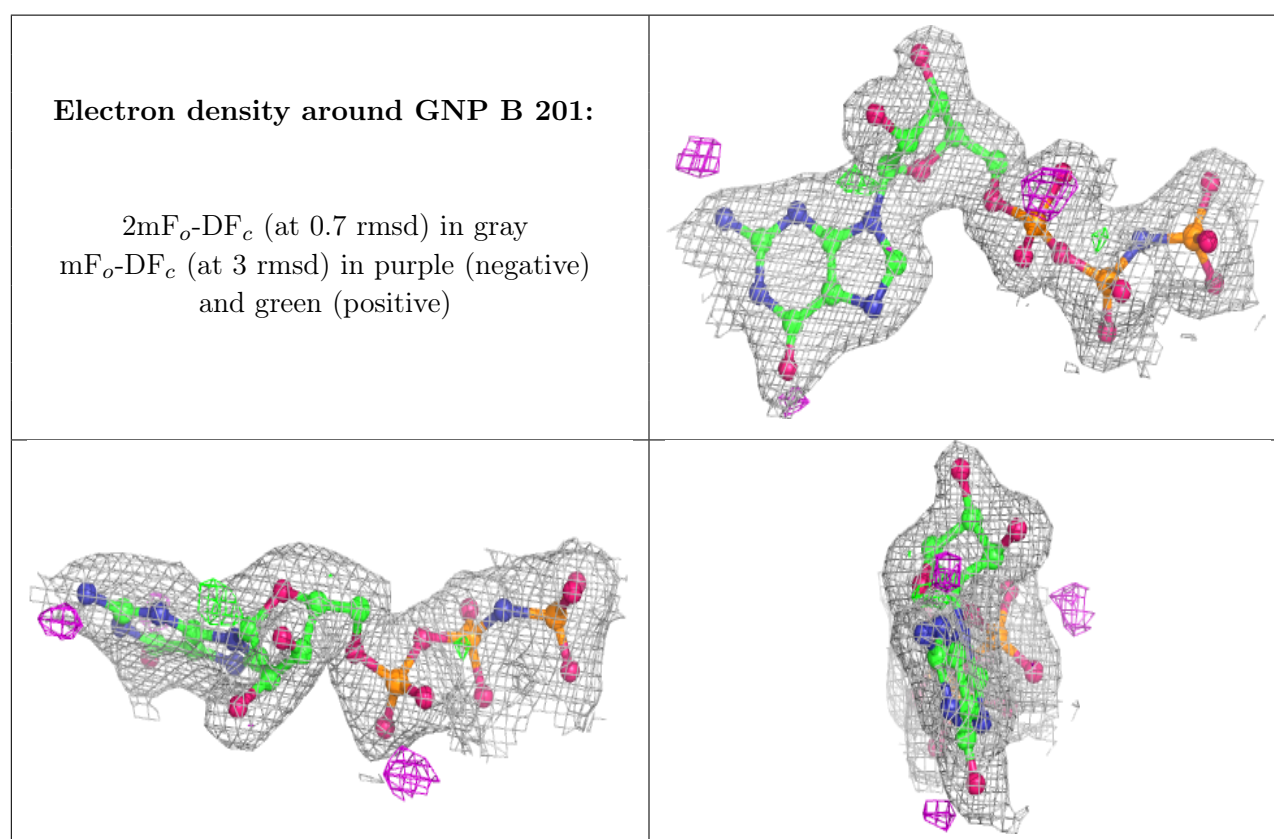 Electron density around GNP B 201:
2mFo-DFc (at 0.7 rmsd) in gray
mFo-DFc (at 3 rmsd) in purple (negative)
and green (positive)